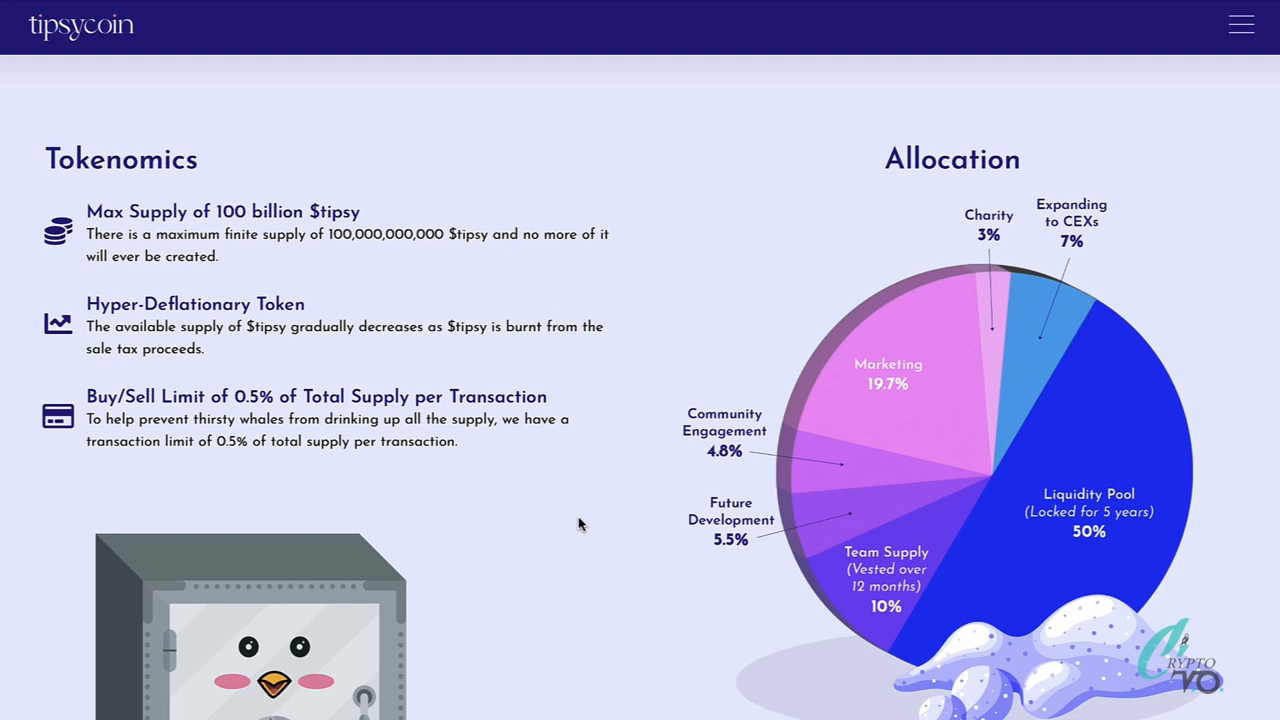 tipsycoin
Tokenomics
Max Supply of 100 billion $tipsy
There is a maximum finite supply of 100,000,000,000 $tipsy and no more of it
will ever be created.
Hyper-Deflationary Token
The available supply of $tipsy gradually decreases as $tipsy is burnt from the
sale tax proceeds.
Buy/Sell Limit of 0.5% of Total Supply per Transaction
To help prevent thirsty whales from drinking up all the supply, we have a
transaction limit of 0.5% of total supply per transaction.
Allocation
Charity
3%
Expanding
to CEXs
7%
Marketing
19.7%
Community
Engagement
4.8%
Future
Development
5.5%
Team Supply
(Vested over
12 months)
10%
Liquidity Pool
(Locked for 5 years)
50%
CRYPTO
VO